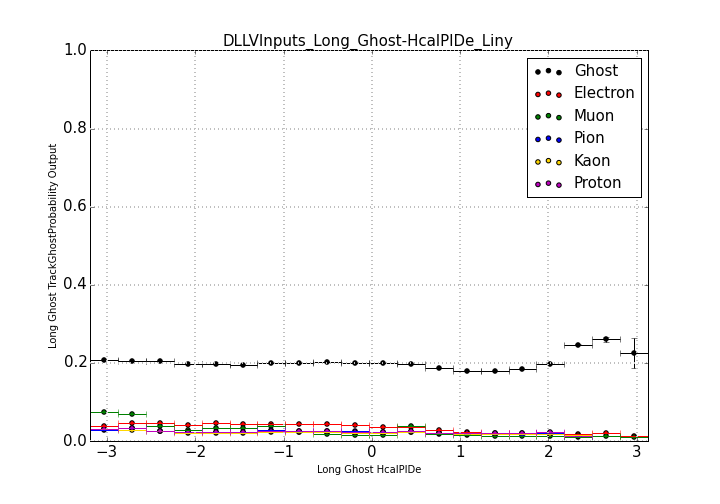 DLLVInputs_Long_Ghost-HcalPIDe_Liny
1.0
0.8
0.6
0.4
0.2
0.0
Long Ghost TrackGhostProbability Output
Ghost
Electron
Muon
Pion
Kaon
Proton
−3 −2 −1 0 1 2 3
Long Ghost HcalPIDe